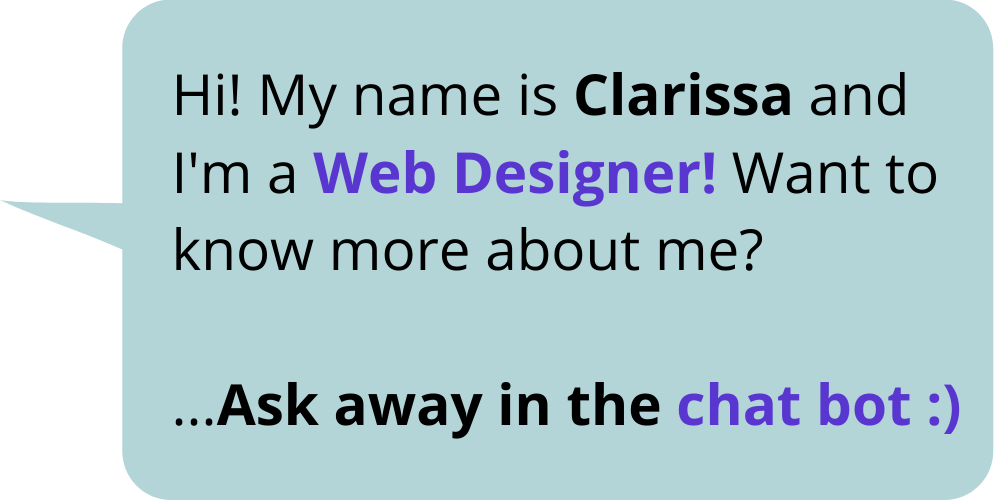 Hi! My name is Clarissa and
I'm a Web Designer! Want to
know more about me?
...Ask away in the chat bot :)